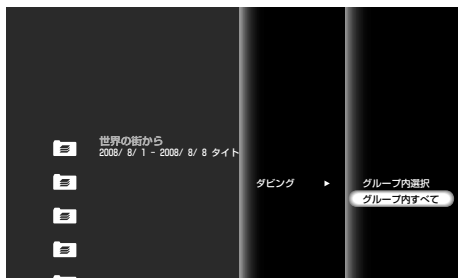 世界の街から
2008/ 8/ 1 - 2008/ 8/ 8 タイト
ダビング ▶
グループ内選択
グループ内すべて